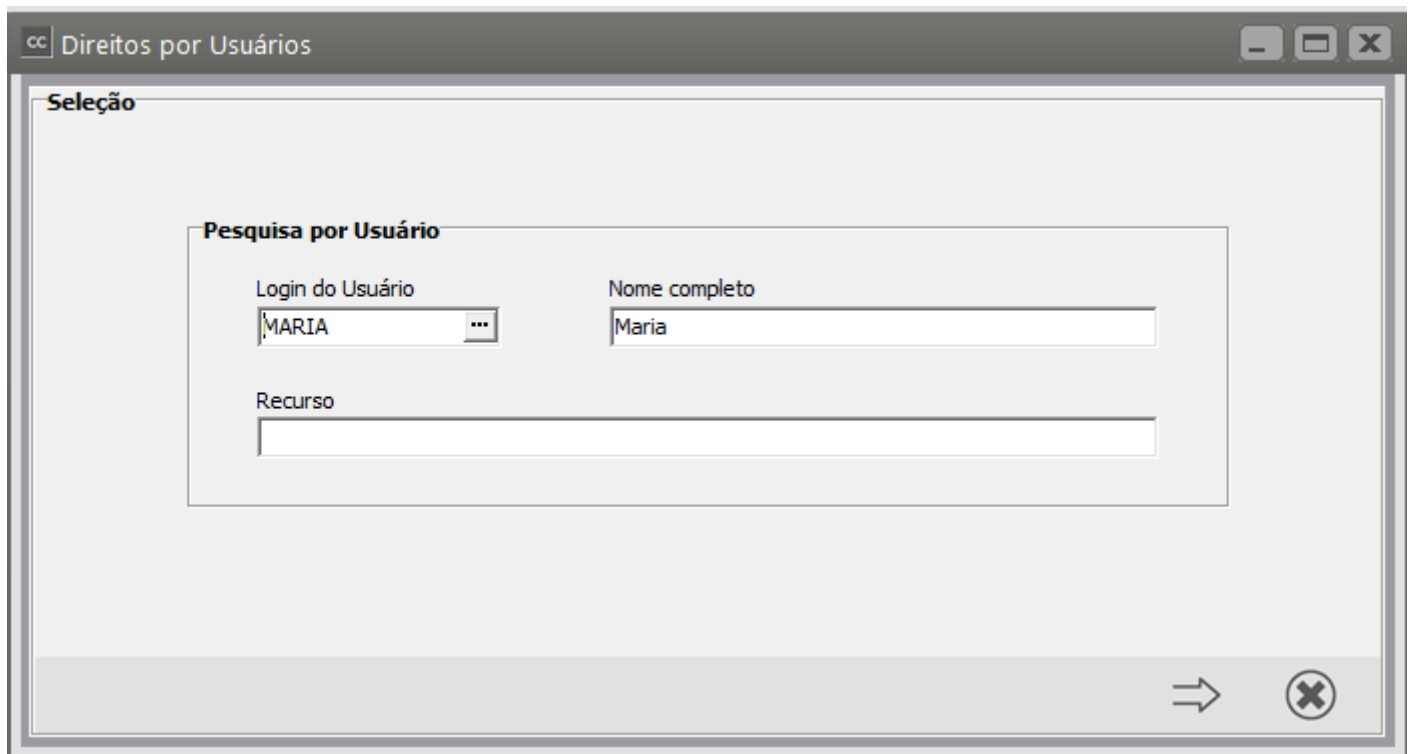 cc Direitos por Usuários
Seleção
Pesquisa por Usuário
Login do Usuário Nome completo
MARIA ... Maria
Recurso